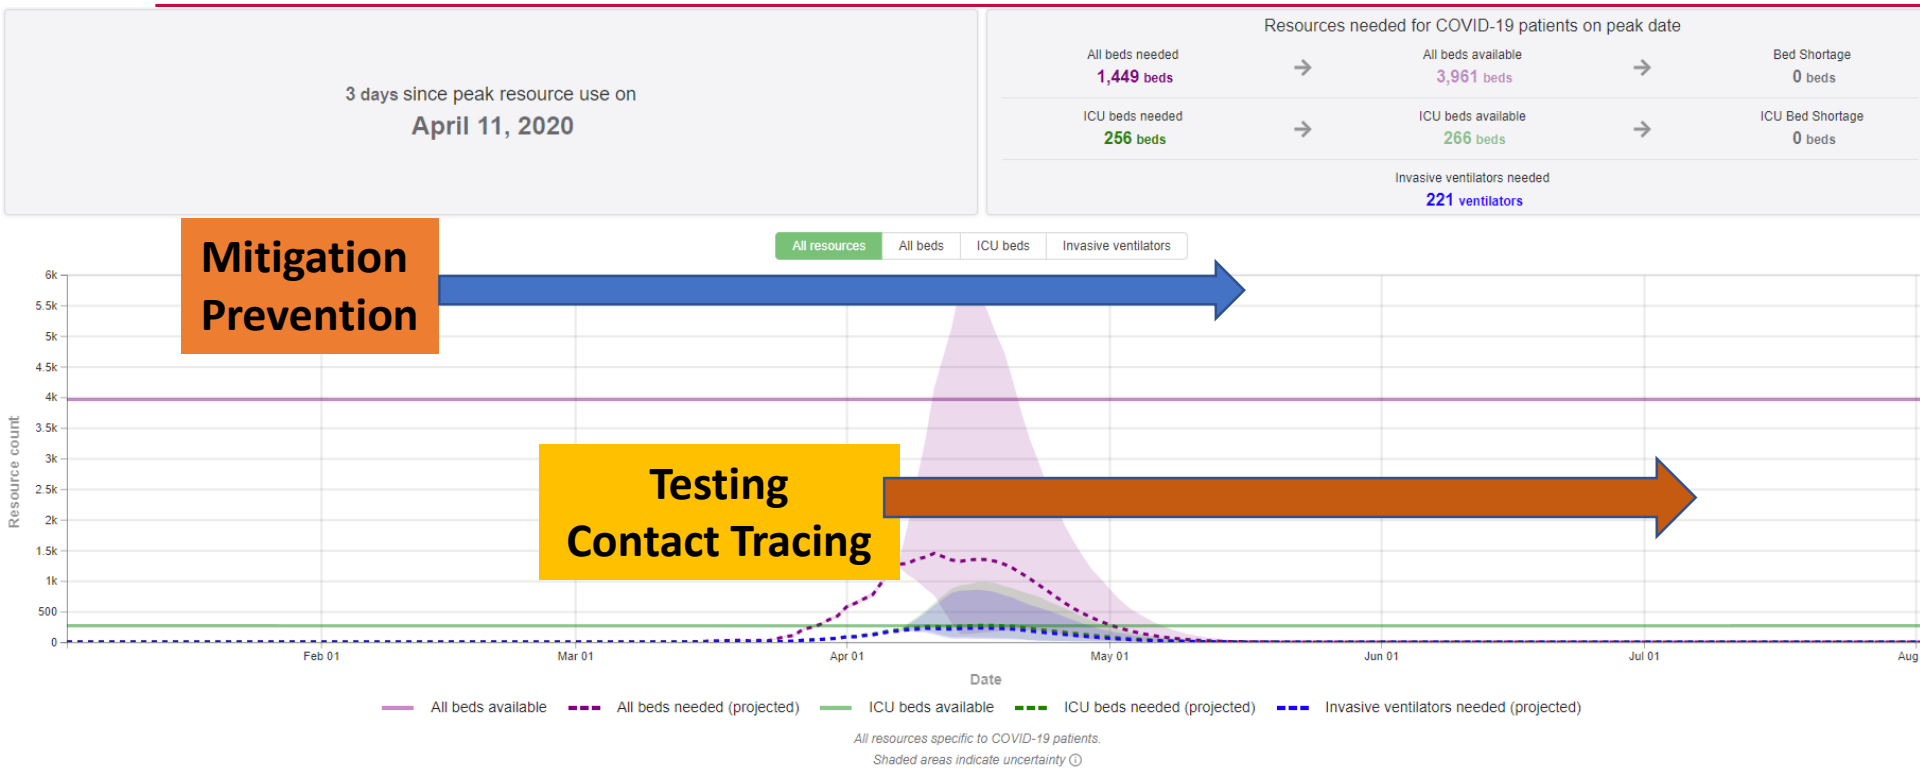 3 days since peak resource use on
April 11, 2020
Resources needed for COVID-19 patients on peak date
All beds needed
1,449 beds
All beds available
3,961 beds
Bed Shortage
0 beds
ICU beds needed
256 beds
ICU beds available
266 beds
ICU Bed Shortage
0 beds
Invasive ventilators needed
221 ventilators
Mitigation
Prevention
All resources
All beds
ICU beds
Invasive ventilators
Resource count
6k
5.5k
5k
4.5k
4k
3.5k
3k
2.5k
2k
1.5k
1k
500
0
Testing
Contact Tracing
Feb 01
Mar 01
Apr 01
May 01
Jun 01
Jul 01
Aug
Date
All beds available
All beds needed (projected)
ICU beds available
ICU beds needed (projected)
Invasive ventilators needed (projected)
All resources specific to COVID-19 patients.
Shaded areas indicate uncertainty